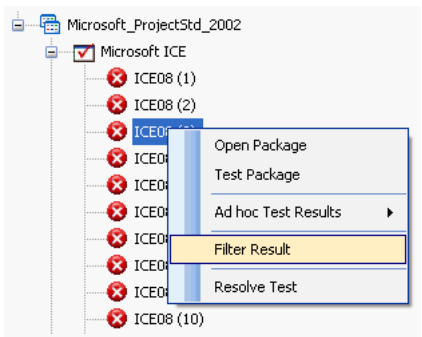 Microsoft_ProjectStd_2002
Microsoft ICE
ICE08 (1)
ICE08 (2)
ICE08
Open Package
Test Package
Ad hoc Test Results
Filter Result
Resolve Test
ICE08 (10)